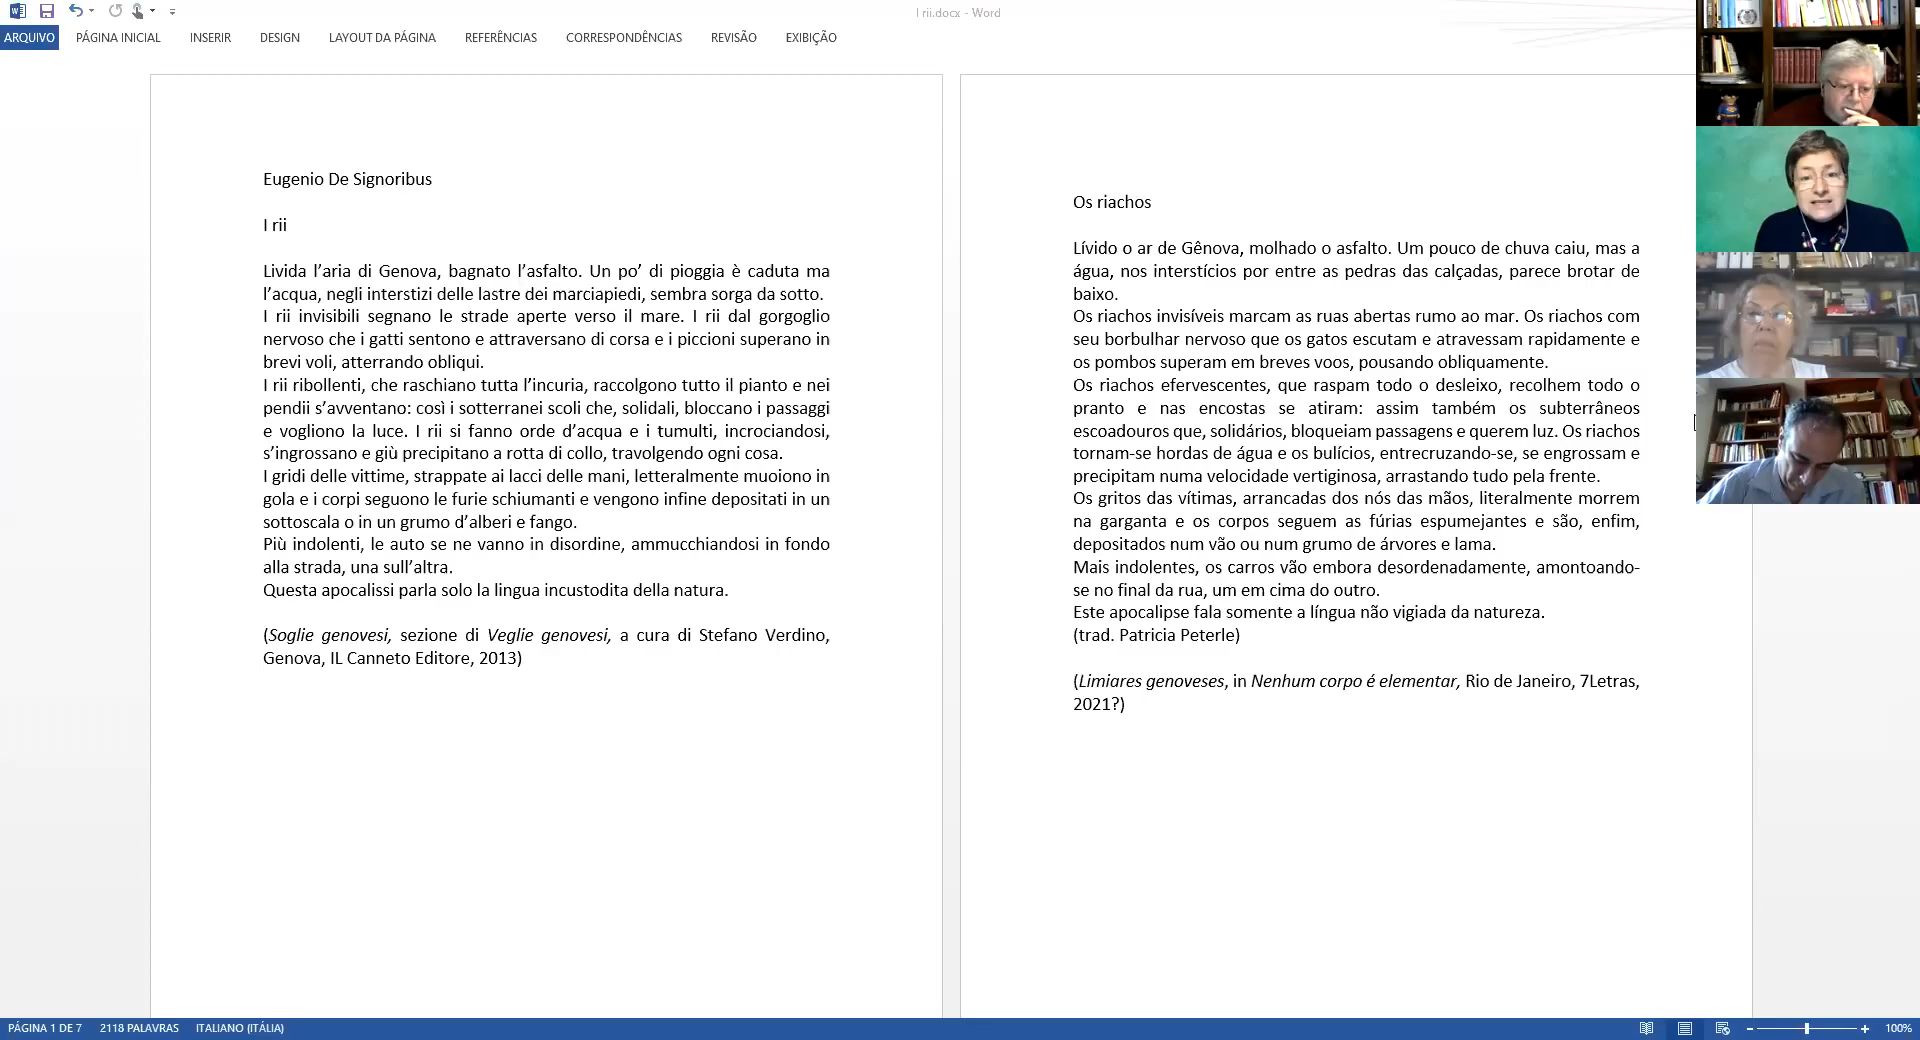 I rii.docx - Word
ARQUIVO PÁGINA INICIAL INSERIR DESIGN LAYOUT DA PÁGINA REFERÊNCIAS CORRESPONDÊNCIAS REVISÃO EXIBIÇÃO
Eugenio De Signoribus
I rii
Livida l’aria di Genova, bagnato l’asfalto. Un po’ di pioggia è caduta ma
l’acqua, negli interstizi delle lastre dei marciapiedi, sembra sorga da sotto.
I rii invisibili segnano le strade aperte verso il mare. I rii dal gorgoglio
nervoso che i gatti sentono e attraversano di corsa e i piccioni superano in
brevi voli, atterrando obliqui.
I rii ribollenti, che raschiano tutta l’incuria, raccolgono tutto il pianto e nei
pendii s’avventano: così i sotterranei scoli che, solidali, bloccano i passaggi
e vogliono la luce. I rii si fanno orde d’acqua e i tumulti, incrociandosi,
s’ingrossano e giù precipitano a rotta di collo, travolgendo ogni cosa.
I gridi delle vittime, strappate ai lacci delle mani, letteralmente muoiono in
gola e i corpi seguono le furie schiumanti e vengono infine depositati in un
sottoscala o in un grumo d’alberi e fango.
Più indolenti, le auto se ne vanno in disordine, ammucchiandosi in fondo
alla strada, una sull’altra.
Questa apocalissi parla solo la lingua incustodita della natura.
(Soglie genovesi, sezione di Veglie genovesi, a cura di Stefano Verdino,
Genova, IL Canneto Editore, 2013)
Os riachos
Lívido o ar de Gênova, molhado o asfalto. Um pouco de chuva caiu, mas a
água, nos interstícios por entre as pedras das calçadas, parece brotar de
baixo.
Os riachos invisíveis marcam as ruas abertas rumo ao mar. Os riachos com
seu borbulhar nervoso que os gatos escutam e atravessam rapidamente e
os pombos superam em breves voos, pousando obliquamente.
Os riachos efervescentes, que raspam todo o desleixo, recolhem todo o
pranto e nas encostas se atiram: assim também os subterrâneos
escoadouros que, solidários, bloqueiam passagens e querem luz. Os riachos
tornam-se hordas de água e os bulícios, entrecruzando-se, se engrossam e
precipitam numa velocidade vertiginosa, arrastando tudo pela frente.
Os gritos das vítimas, arrancadas dos nós das mãos, literalmente morrem
na garganta e os corpos seguem as fúrias espumejantes e são, enfim,
depositados num vão ou num grumo de árvores e lama.
Mais indolentes, os carros vão embora desordenadamente, amontoando-
se no final da rua, um em cima do outro.
Este apocalipse fala somente a língua não vigiada da natureza.
(trad. Patricia Peterle)
(Limiares genoveses, in Nenhum corpo é elementar, Rio de Janeiro, 7Letras,
2021?)
PÁGINA 1 DE 7 2118 PALAVRAS ITALIANO (ITÁLIA) 100%